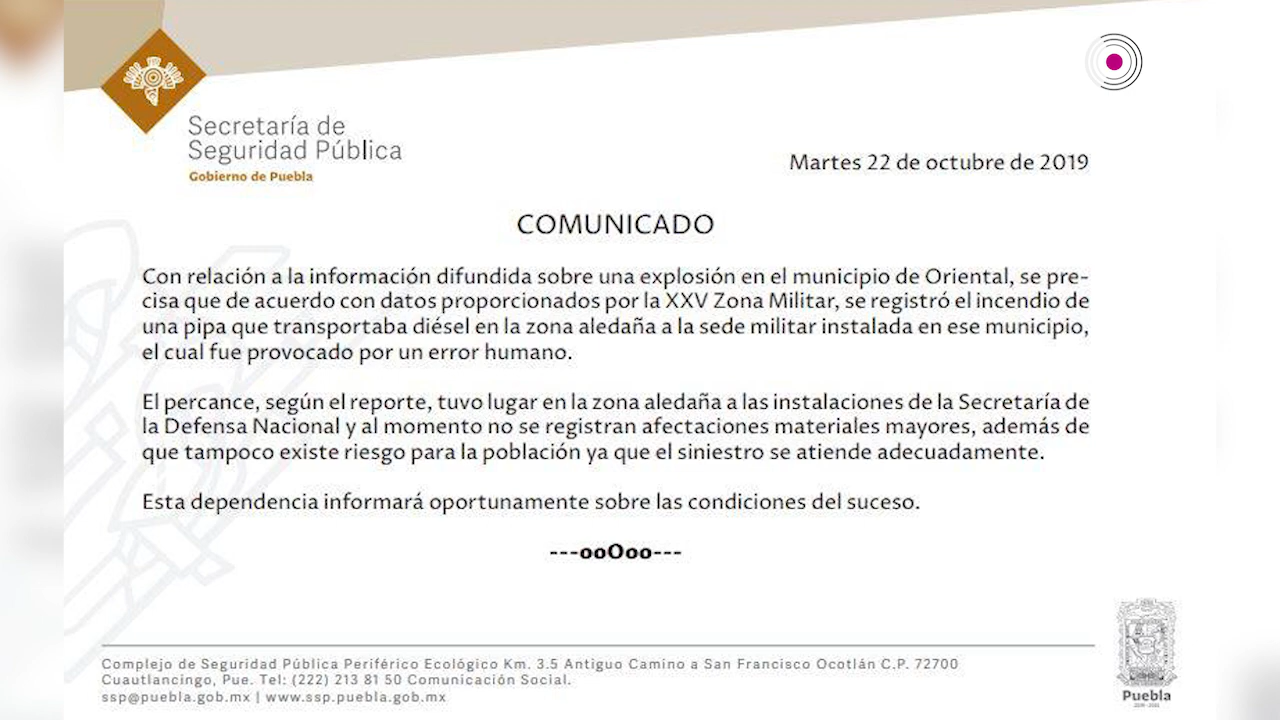 Secretaría de
Seguridad Pública
Gobierno de Puebla
Martes 22 de octubre de 2019
COMUNICADO
Con relación a la información difundida sobre una explosión en el municipio de Oriental, se pre-
cisa que de acuerdo con datos proporcionados por la XXV Zona Militar, se registró el incendio de
una pipa que transportaba diésel en la zona aledaña a la sede militar instalada en ese municipio,
el cual fue provocado por un error humano.
El percance, según el reporte, tuvo lugar en la zona aledaña a las instalaciones de la Secretaría de
la Defensa Nacional y al momento no se registran afectaciones materiales mayores, además de
que tampoco existe riesgo para la población ya que el siniestro se atiende adecuadamente.
Esta dependencia informará oportunamente sobre las condiciones del suceso.
---ooOoo---
Complejo de Seguridad Pública Periférico Ecológico Km. 3.5 Antiguo Camino a San Francisco Ocotlán C.P. 72700
Cuautlancingo, Pue. Tel: (222) 213 81 50 Comunicación Social.
ssp@puebla.gob.mx | www.ssp.puebla.gob.mx
Puebla